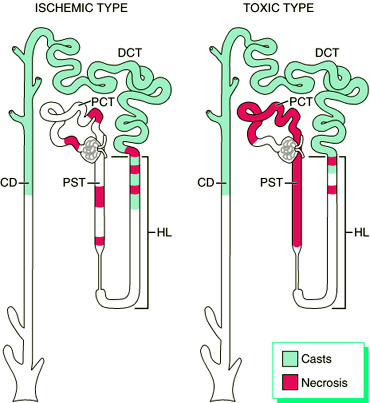 ISCHEMIC TYPE
TOXIC TYPE
DCT
DCT
PCT
PCT
CD
PST
CD
PST
HL
HL
Casts
Necrosis